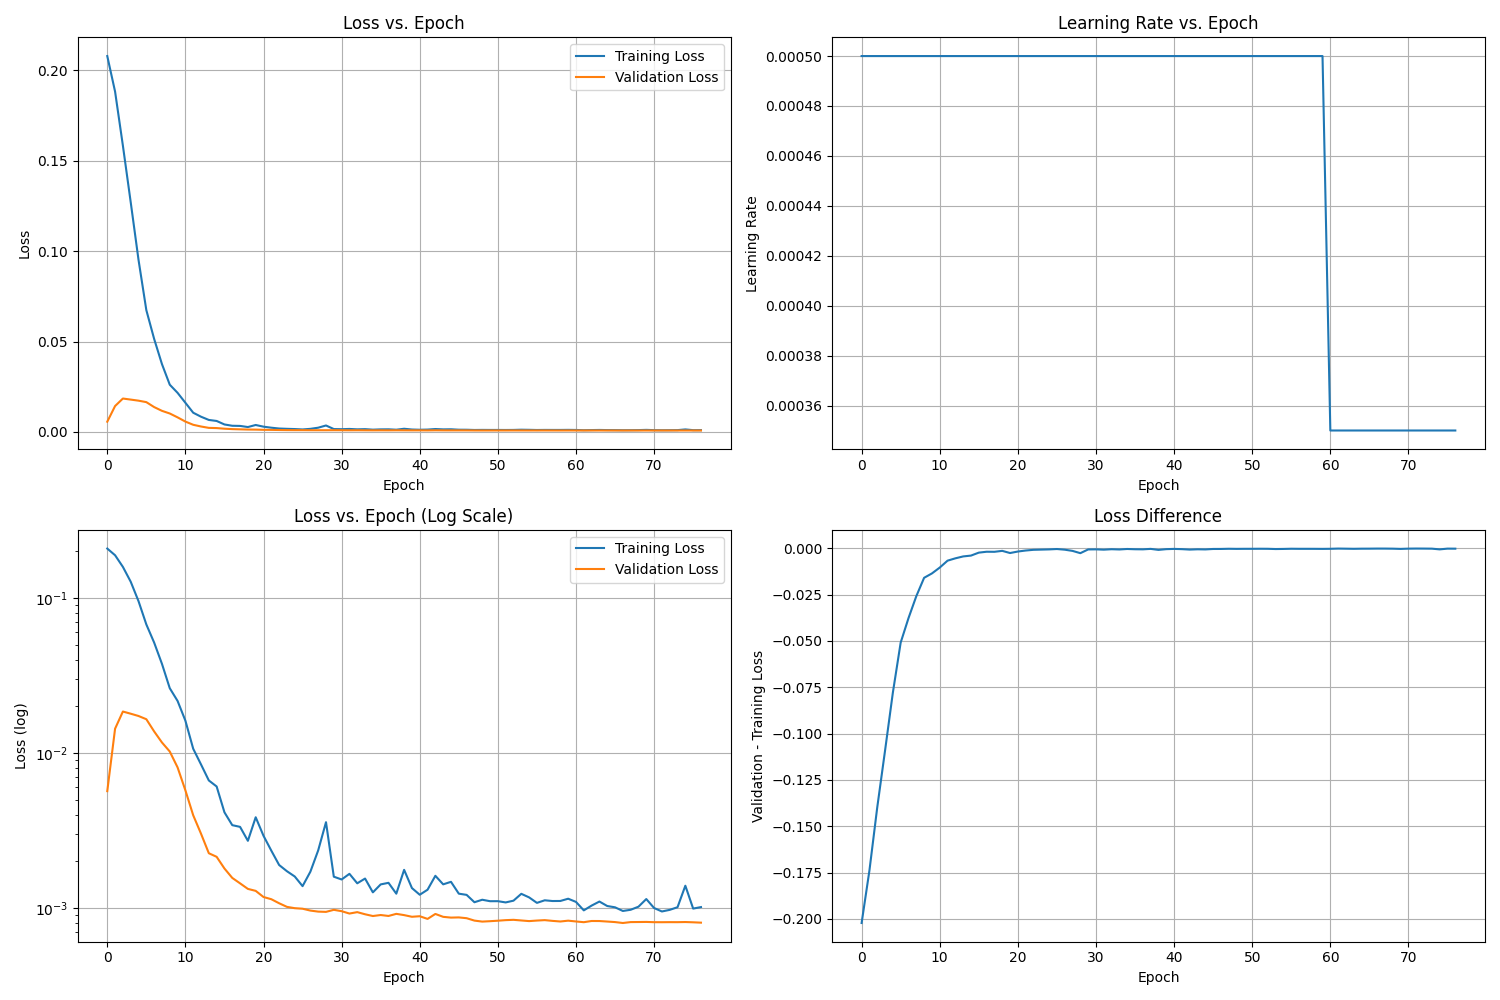 Loss vs. Epoch
Training Loss
Validation Loss
0.20
0.15
0.10
0.05
0.00
Loss
0 10 20 30 40 50 60 70
Epoch
Learning Rate vs. Epoch
0.00050
0.00048
0.00046
0.00044
0.00042
0.00040
0.00038
0.00036
Learning Rate
0 10 20 30 40 50 60 70
Epoch
Loss vs. Epoch (Log Scale)
Training Loss
Validation Loss
10⁻¹
10⁻²
10⁻³
Loss (log)
0 10 20 30 40 50 60 70
Epoch
Loss Difference
0.000
−0.025
−0.050
−0.075
−0.100
−0.125
−0.150
−0.175
−0.200
Validation - Training Loss
0 10 20 30 40 50 60 70
Epoch